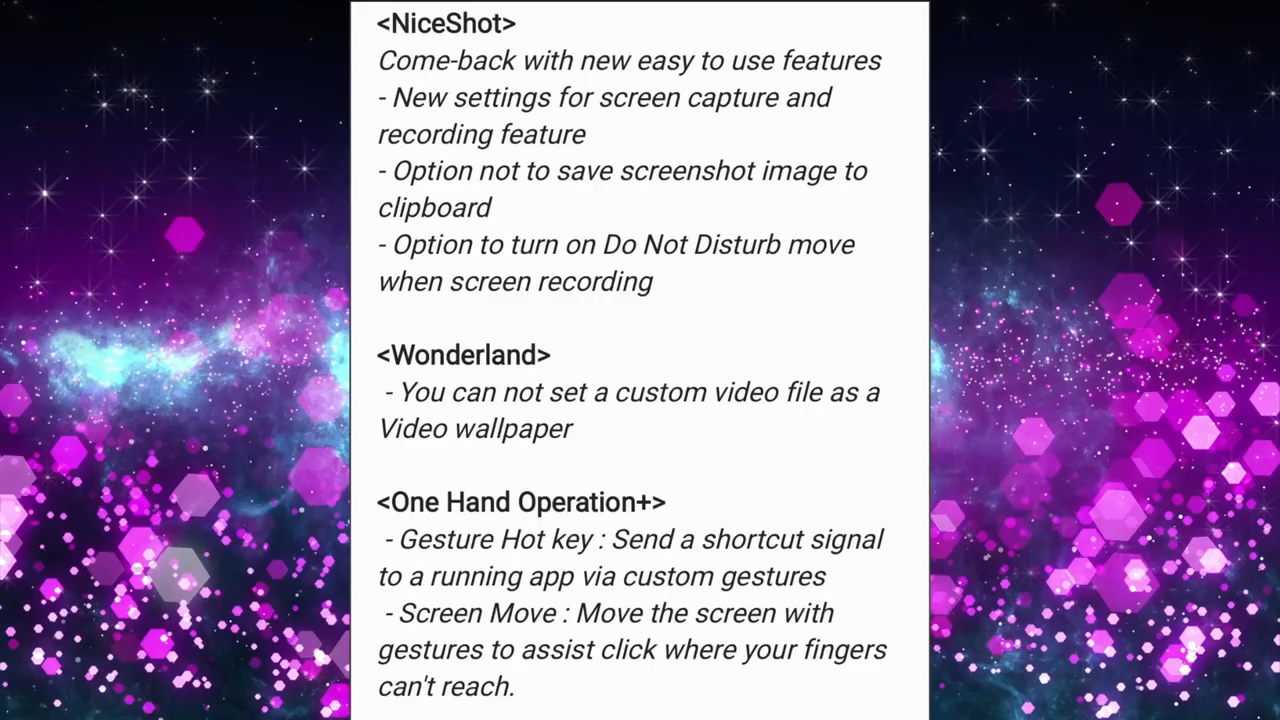 <NiceShot>
Come-back with new easy to use features
- New settings for screen capture and
recording feature
- Option not to save screenshot image to
clipboard
- Option to turn on Do Not Disturb move
when screen recording
<Wonderland>
- You can not set a custom video file as a
Video wallpaper
<One Hand Operation+>
- Gesture Hot key : Send a shortcut signal
to a running app via custom gestures
- Screen Move : Move the screen with
gestures to assist click where your fingers
can't reach.